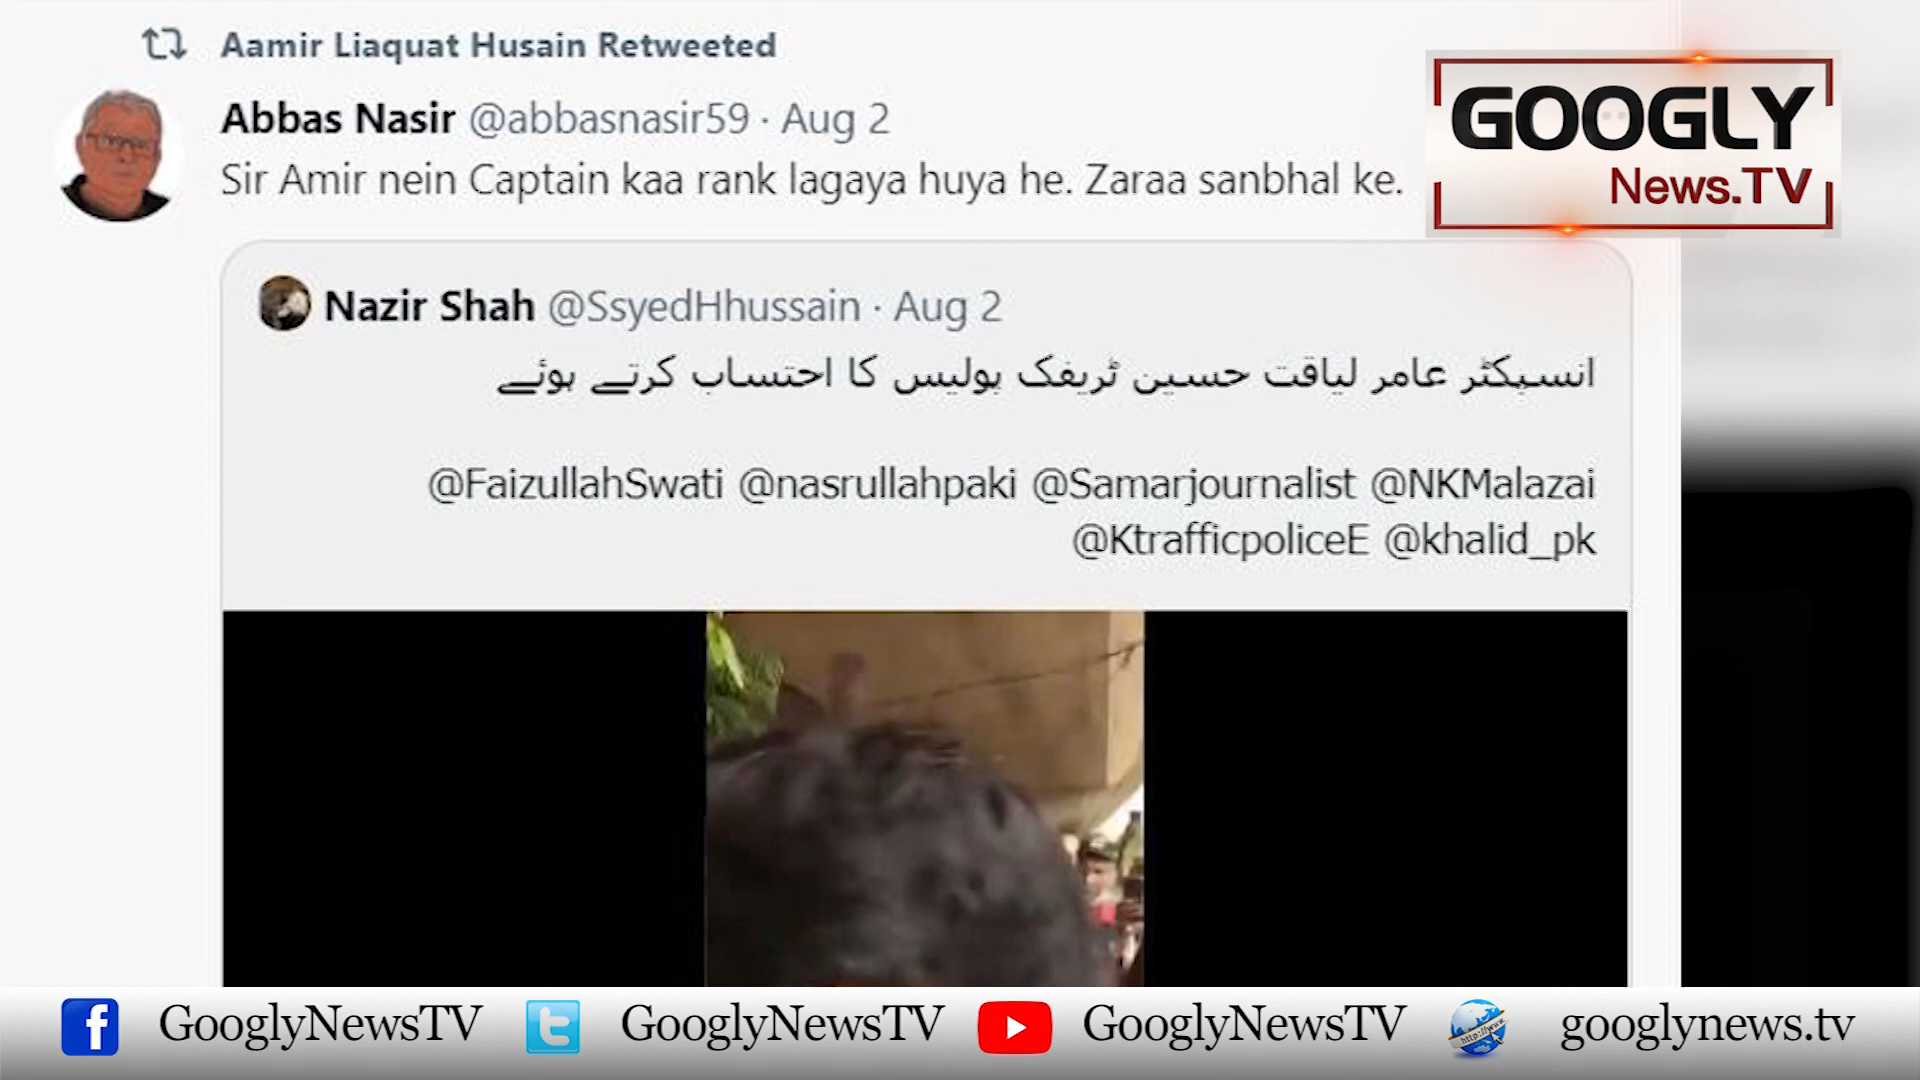 Aamir Liaquat Husain Retweeted
Abbas Nasir @abbasnasir59 · Aug 2
Sir Amir nein Captain kaa rank lagaya huya he. Zaraa sanbhal ke.
GOOGLY
News.TV
Nazir Shah @SsyedHhussain · Aug 2
انسپکٹر عامر لیاقت حسین ٹریفک پولیس کا احتساب کرتے ہوئے
@FaizullahSwati @nasrullahpaki @Samarjournalist @NKMalazai
@KtrafficpoliceE @khalid_pk
GooglyNewsTV GooglyNewsTV GooglyNewsTV http://www. googlynews.tv